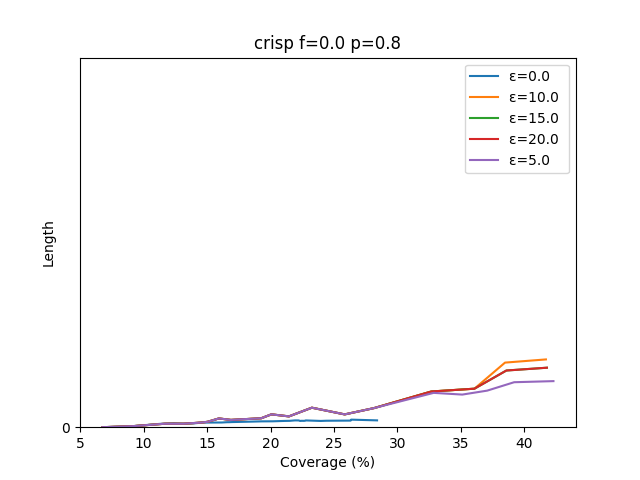 crisp f=0.0 p=0.8
ε=0.0
ε=10.0
ε=15.0
ε=20.0
ε=5.0
Length
0
5 10 15 20 25 30 35 40
Coverage (%)